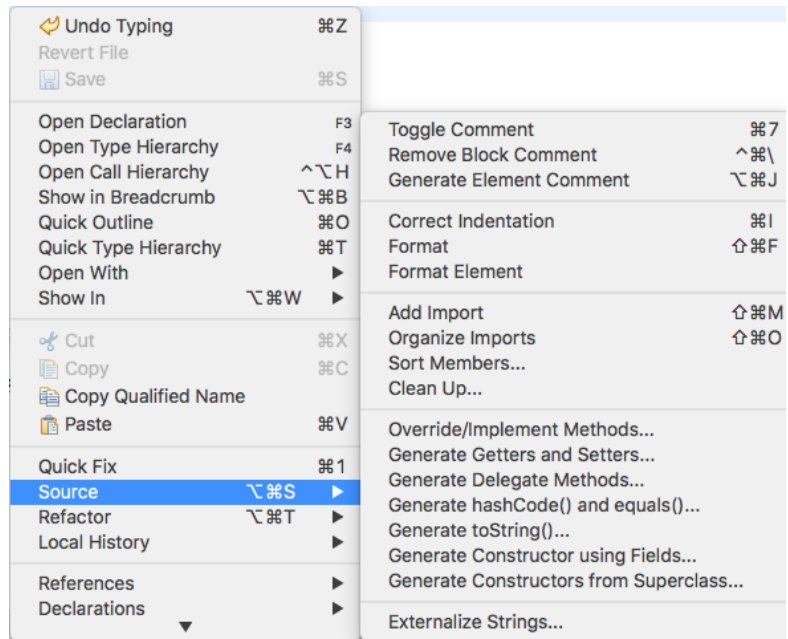 Undo Typing ⌘Z
Revert File
Save ⌘S
Open Declaration F3
Open Type Hierarchy F4
Open Call Hierarchy ^⌥H
Show in Breadcrumb ⌥⌘B
Quick Outline ⌘O
Quick Type Hierarchy ⌘T
Open With ▶
Show In ⌥⌘W ▶
Cut ⌘X
Copy ⌘C
Copy Qualified Name
Paste ⌘V
Quick Fix ⌘1
Source ⌥⌘S ▶
Refactor ⌥⌘T ▶
Local History ▶
References ▶
Declarations ▶
Toggle Comment ⌘7
Remove Block Comment ^⌘\
Generate Element Comment ⌥⌘J
Correct Indentation ⌘I
Format ⇧⌘F
Format Element
Add Import ⇧⌘M
Organize Imports ⇧⌘O
Sort Members...
Clean Up...
Override/Implement Methods...
Generate Getters and Setters...
Generate Delegate Methods...
Generate hashCode() and equals()...
Generate toString()...
Generate Constructor using Fields...
Generate Constructors from Superclass...
Externalize Strings...